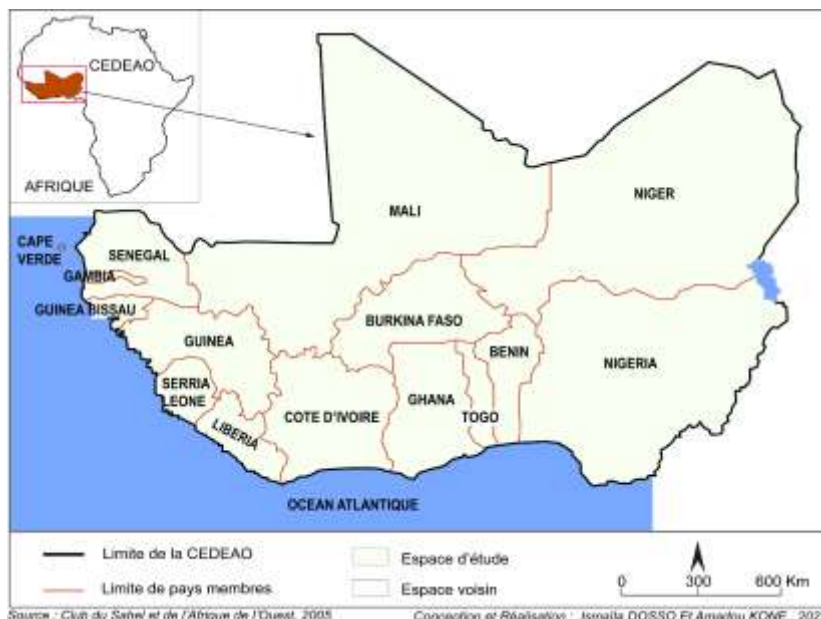 CEDEAO
AFRIQUE
MALI
NIGER
CAPE
VERDE
SENEGAL
GAMBIA
GUINEA BISSAU
GUINEA
BURKINA FASO
BENIN
NIGERIA
SERRIA
LEONE
LIBERIA
COTE D'IVOIRE
GHANA
TOGO
OCEAN ATLANTIQUE
Limite de la CEDEAO
Limite de pays membres
Espace d'étude
Espace voisin
0 300 600 Km
Source : Club du Sahel et de l'Afrique de l'Ouest, 2005
Conception et Réalisation : Ismaïla DOSSO Et Amadou KONE,